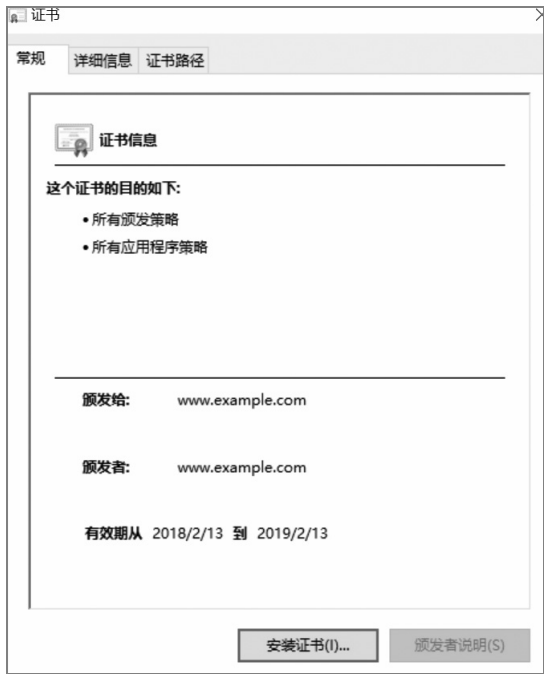 证书
常规 详细信息 证书路径
证书信息
这个证书的目的如下:
• 所有颁发策略
• 所有应用程序策略
颁发给: www.example.com
颁发者: www.example.com
有效期从 2018/2/13 到 2019/2/13
安装证书(I)... 颁发者说明(S)